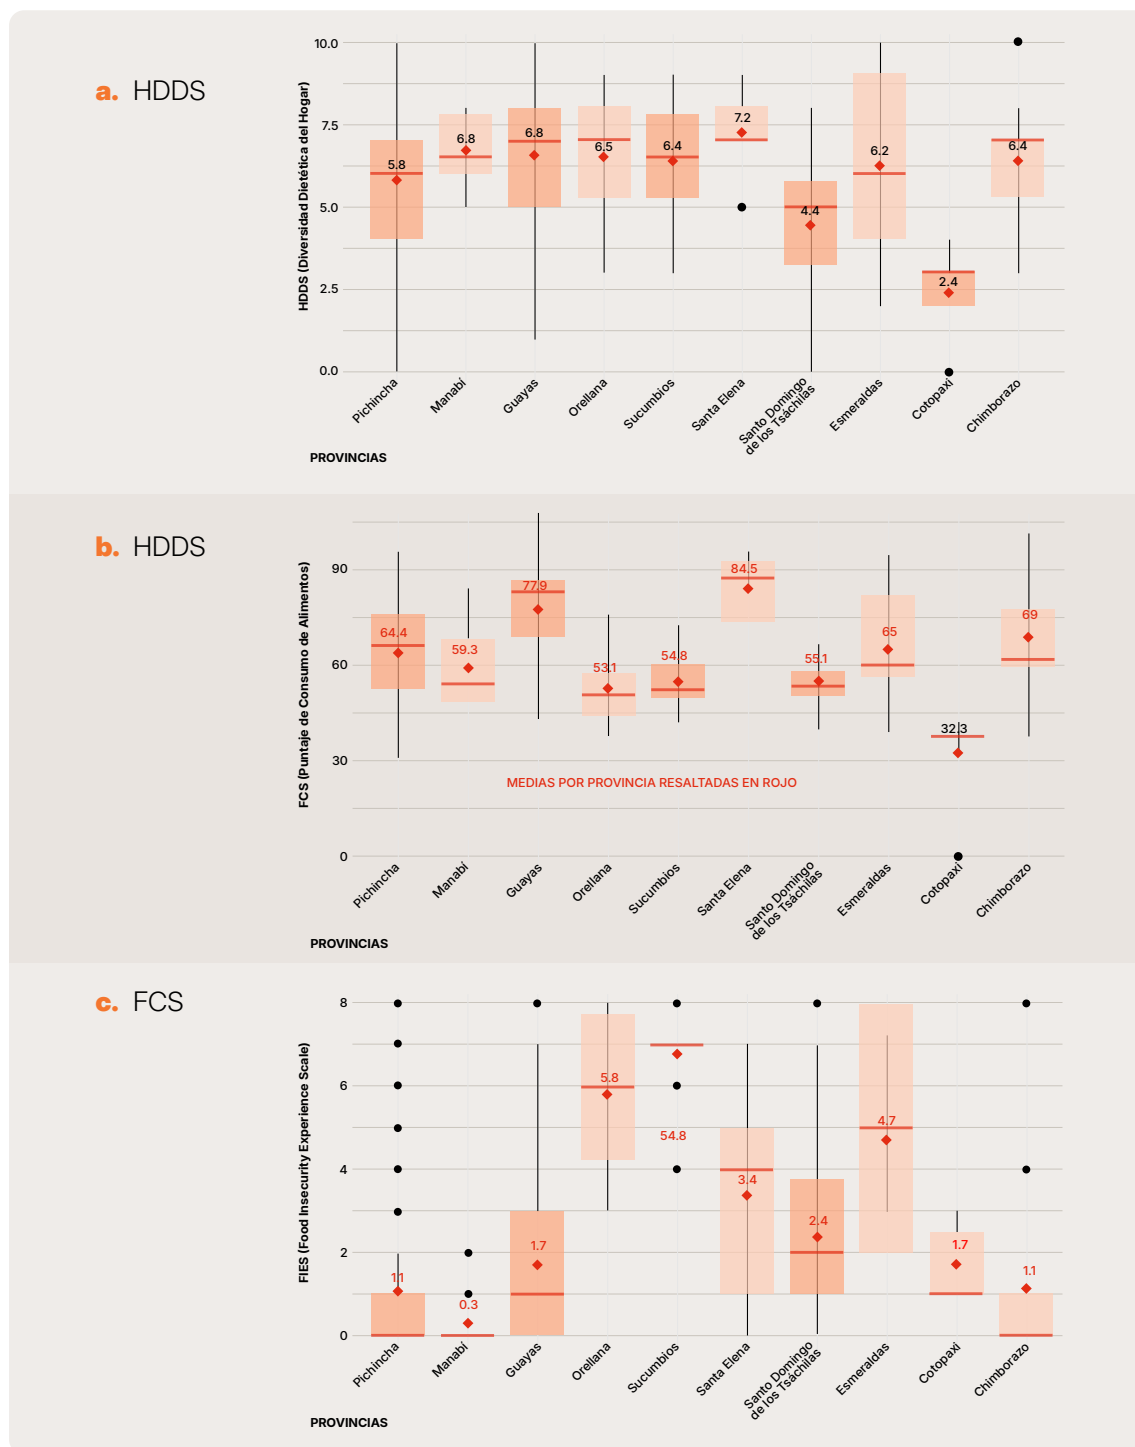 a. HDDS
HDDS (Diversidad Dietética del Hogar)
10.0
7.5
5.0
2.5
0.0
5.8
6.8
6.8
6.5
6.4
7.2
4.4
6.2
2.4
6.4
Pichincha
Manabí
Guayas
Orellana
Sucumbios
Santa Elena
Santo Domingo
de los Tsáchilas
Esmeraldas
Cotopaxi
Chimborazo
PROVINCIAS
b. HDDS
FCS (Puntaje de Consumo de Alimentos)
90
60
30
0
64.4
59.3
77.9
53.1
54.8
84.5
55.1
65
32.3
69
MEDIAS POR PROVINCIA RESALTADAS EN ROJO
Pichincha
Manabí
Guayas
Orellana
Sucumbios
Santa Elena
Santo Domingo
de los Tsáchilas
Esmeraldas
Cotopaxi
Chimborazo
PROVINCIAS
c. FCS
FIES (Food Insecurity Experience Scale)
8
6
4
2
0
11
0.3
1.7
5.8
54.8
3.4
2.4
4.7
1.7
1.1
Pichincha
Manabí
Guayas
Orellana
Sucumbios
Santa Elena
Santo Domingo
de los Tsáchilas
Esmeraldas
Cotopaxi
Chimborazo
PROVINCIAS